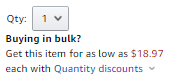 Qty: 1
Buying in bulk?
Get this item for as low as $18.97
each with Quantity discounts